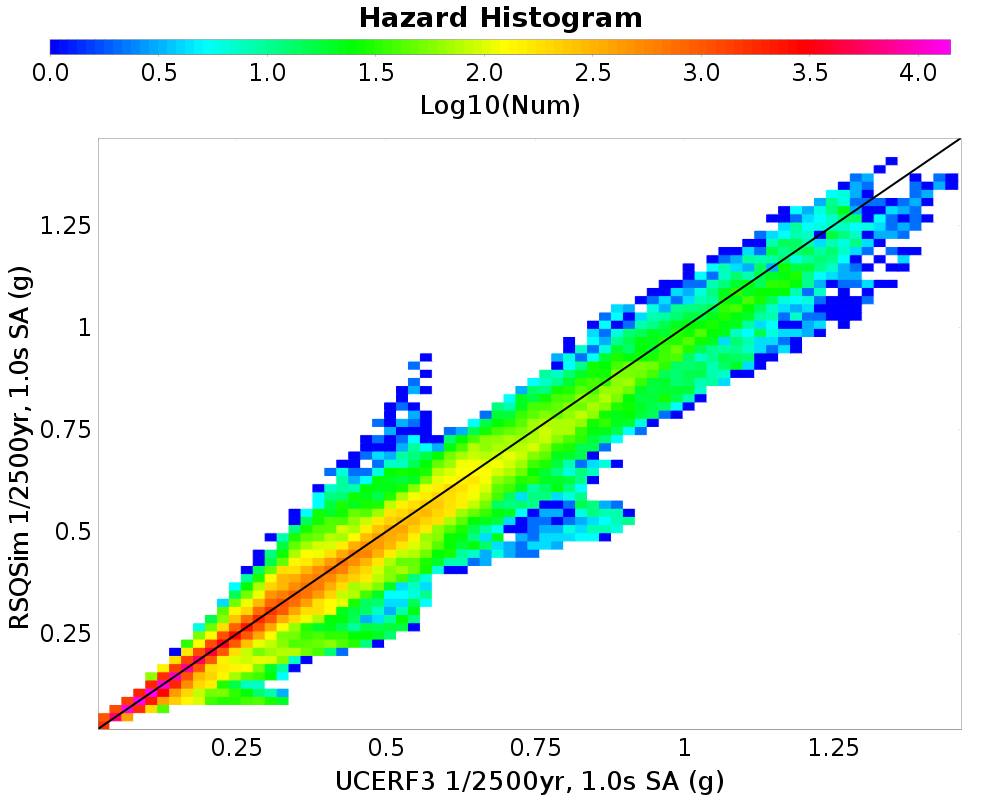 Hazard Histogram
0.0 0.5 1.0 1.5 2.0 2.5 3.0 3.5 4.0
Log10(Num)
RSQSim 1/2500yr, 1.0s SA (g)
1.25
1
0.75
0.5
0.25
0.25 0.5 0.75 1 1.25
UCERF3 1/2500yr, 1.0s SA (g)